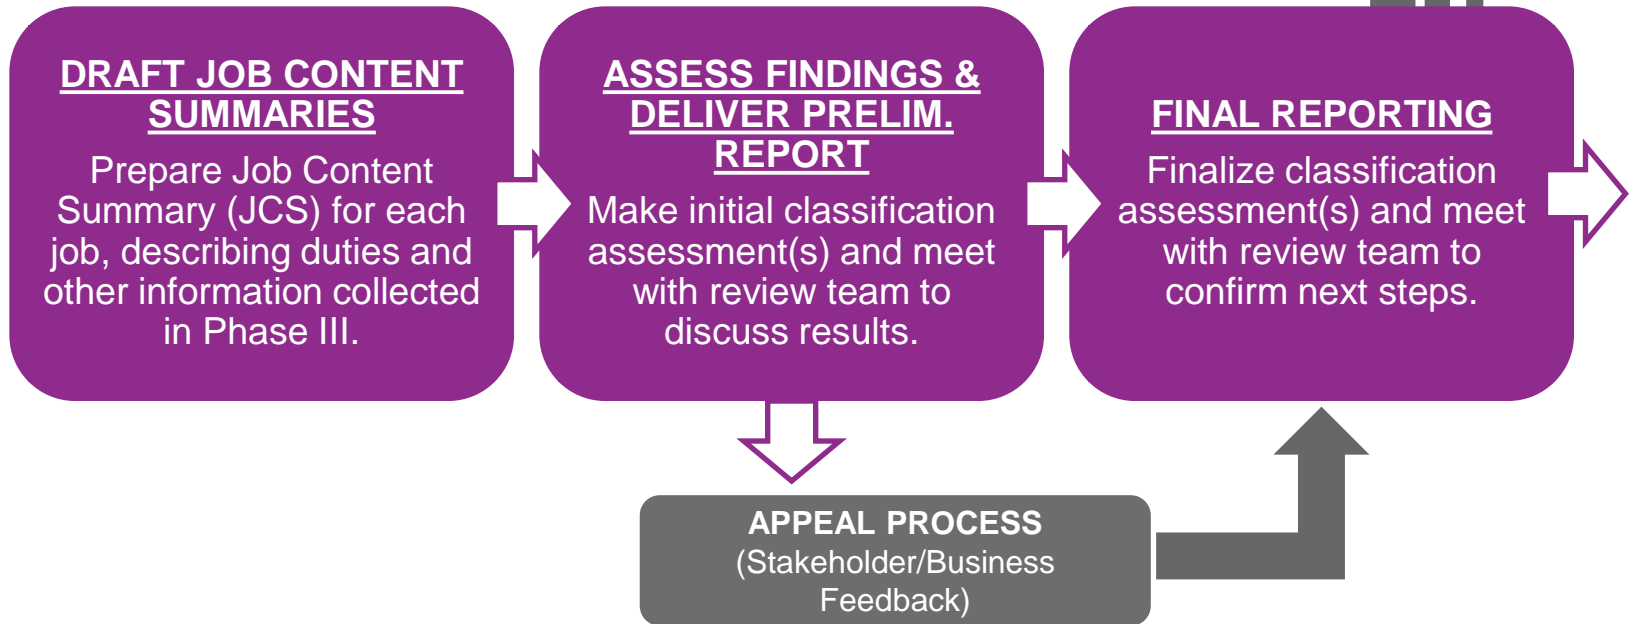 DRAFT JOB CONTENT
SUMMARIES
Prepare Job Content
Summary (JCS) for each
job, describing duties and
other information collected
in Phase III.
ASSESS FINDINGS &
DELIVER PRELIM.
REPORT
Make initial classification
assessment(s) and meet
with review team to
discuss results.
FINAL REPORTING
Finalize classification
assessment(s) and meet
with review team to
confirm next steps.
APPEAL PROCESS
(Stakeholder/Business
Feedback)